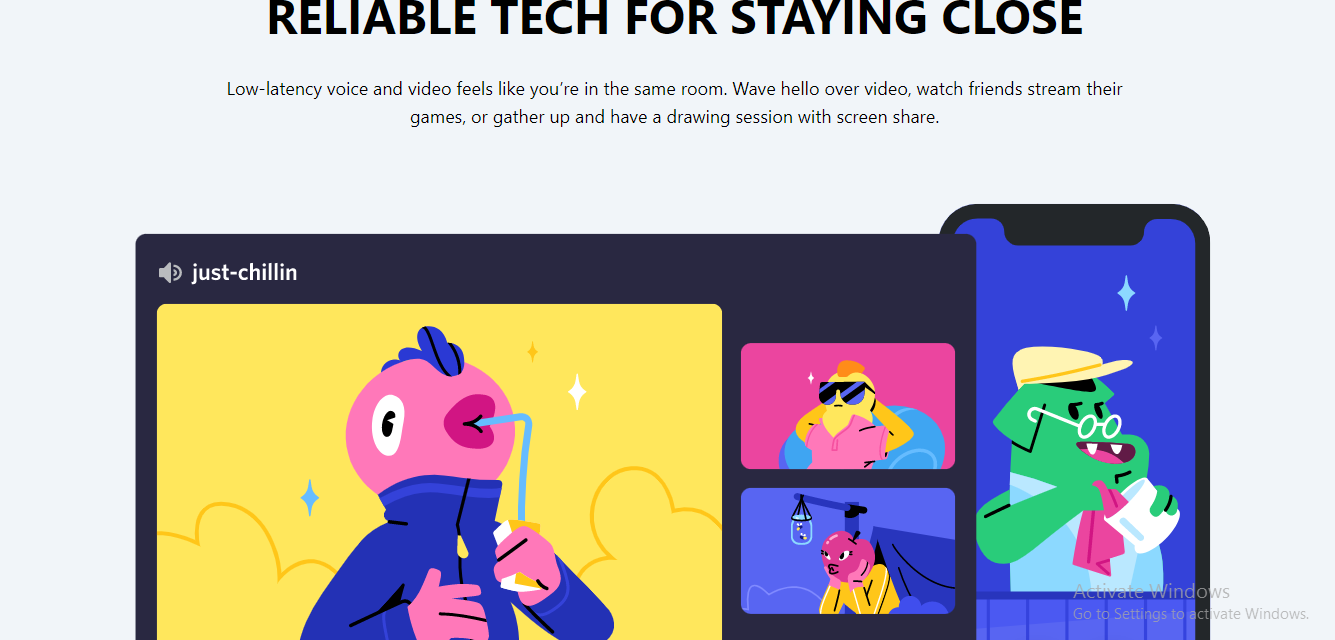 RELIABLE TECH FOR STAYING CLOSE
Low-latency voice and video feels like you’re in the same room. Wave hello over video, watch friends stream their
games, or gather up and have a drawing session with screen share.
just-chillin
Activate Windows
Go to Settings to activate Windows.